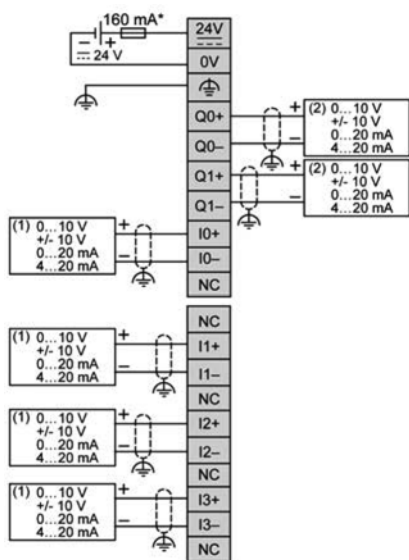 160 mA*
24V
– +
24 V
0V
Q0+
+ (2) 0...10 V
+/- 10 V
0...20 mA
4...20 mA
Q0–
–
Q1+
+ (2) 0...10 V
+/- 10 V
0...20 mA
4...20 mA
Q1–
–
(1) 0...10 V
+/- 10 V
0...20 mA
4...20 mA
+
–
I0+
I0–
NC
NC
(1) 0...10 V
+/- 10 V
0...20 mA
4...20 mA
+
–
I1+
I1–
NC
(1) 0...10 V
+/- 10 V
0...20 mA
4...20 mA
+
–
I2+
I2–
NC
(1) 0...10 V
+/- 10 V
0...20 mA
4...20 mA
+
–
I3+
I3–
NC